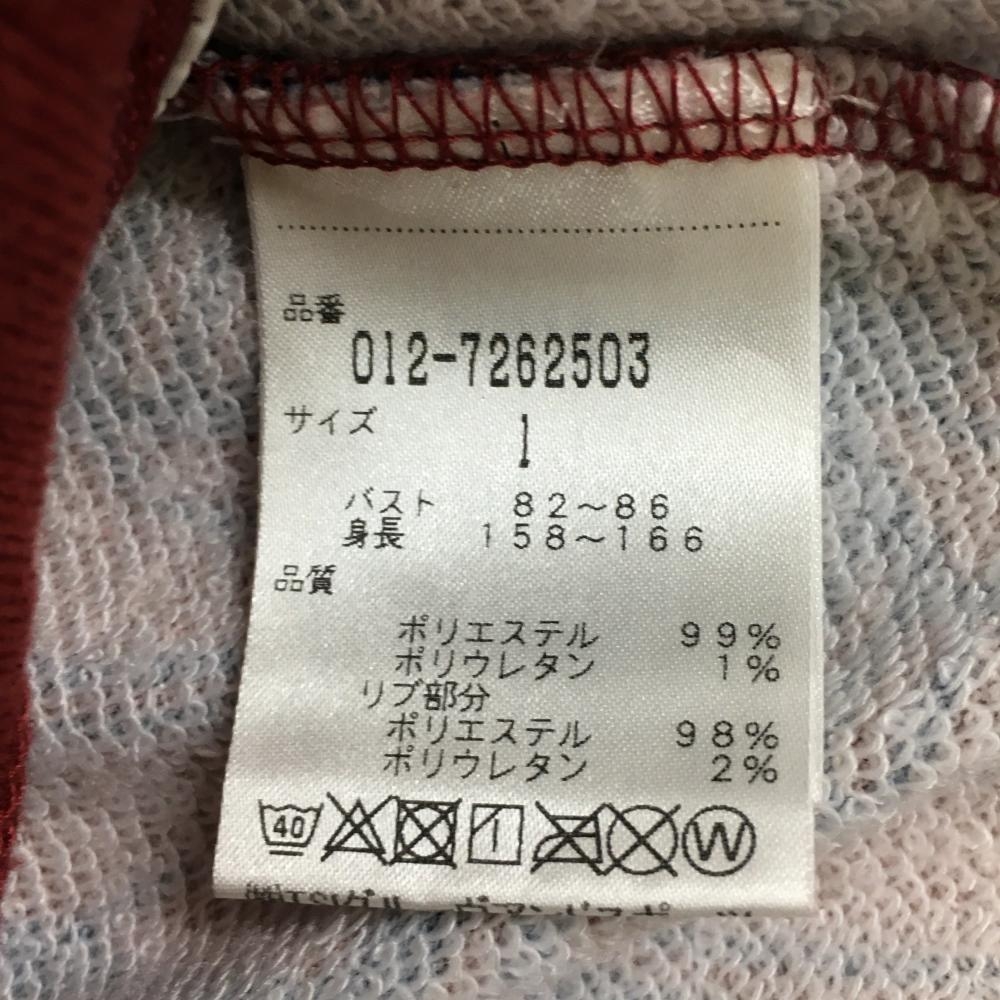 品番
012-7262503
サイズ
1
バスト 82～86
身長 158～166
品質
ポリエステル 99%
ポリウレタン 1%
リブ部分
ポリエステル 98%
ポリウレタン 2%
40 W